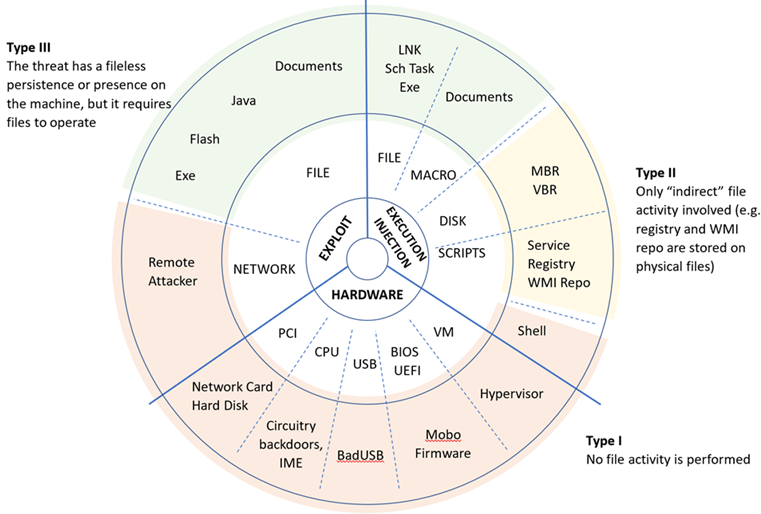 Type III
The threat has a fileless
persistence or presence on
the machine, but it requires
files to operate
Documents
Java
Flash
Exe
LNK
Sch Task
Exe
Documents
FILE
FILE
MACRO
MBR
VBR
Type II
Only “indirect” file
activity involved (e.g.
registry and WMI
repo are stored on
physical files)
DISK
SCRIPTS
Service
Registry
WMI Repo
EXPLOIT
EXECUTION
INJECTION
HARDWARE
Remote
Attacker
NETWORK
PCI
CPU
USB
BIOS
UEFI
VM
Shell
Hypervisor
Network Card
Hard Disk
Circuitry
backdoors,
IME
BadUSB
Mobo
Firmware
Type I
No file activity is performed